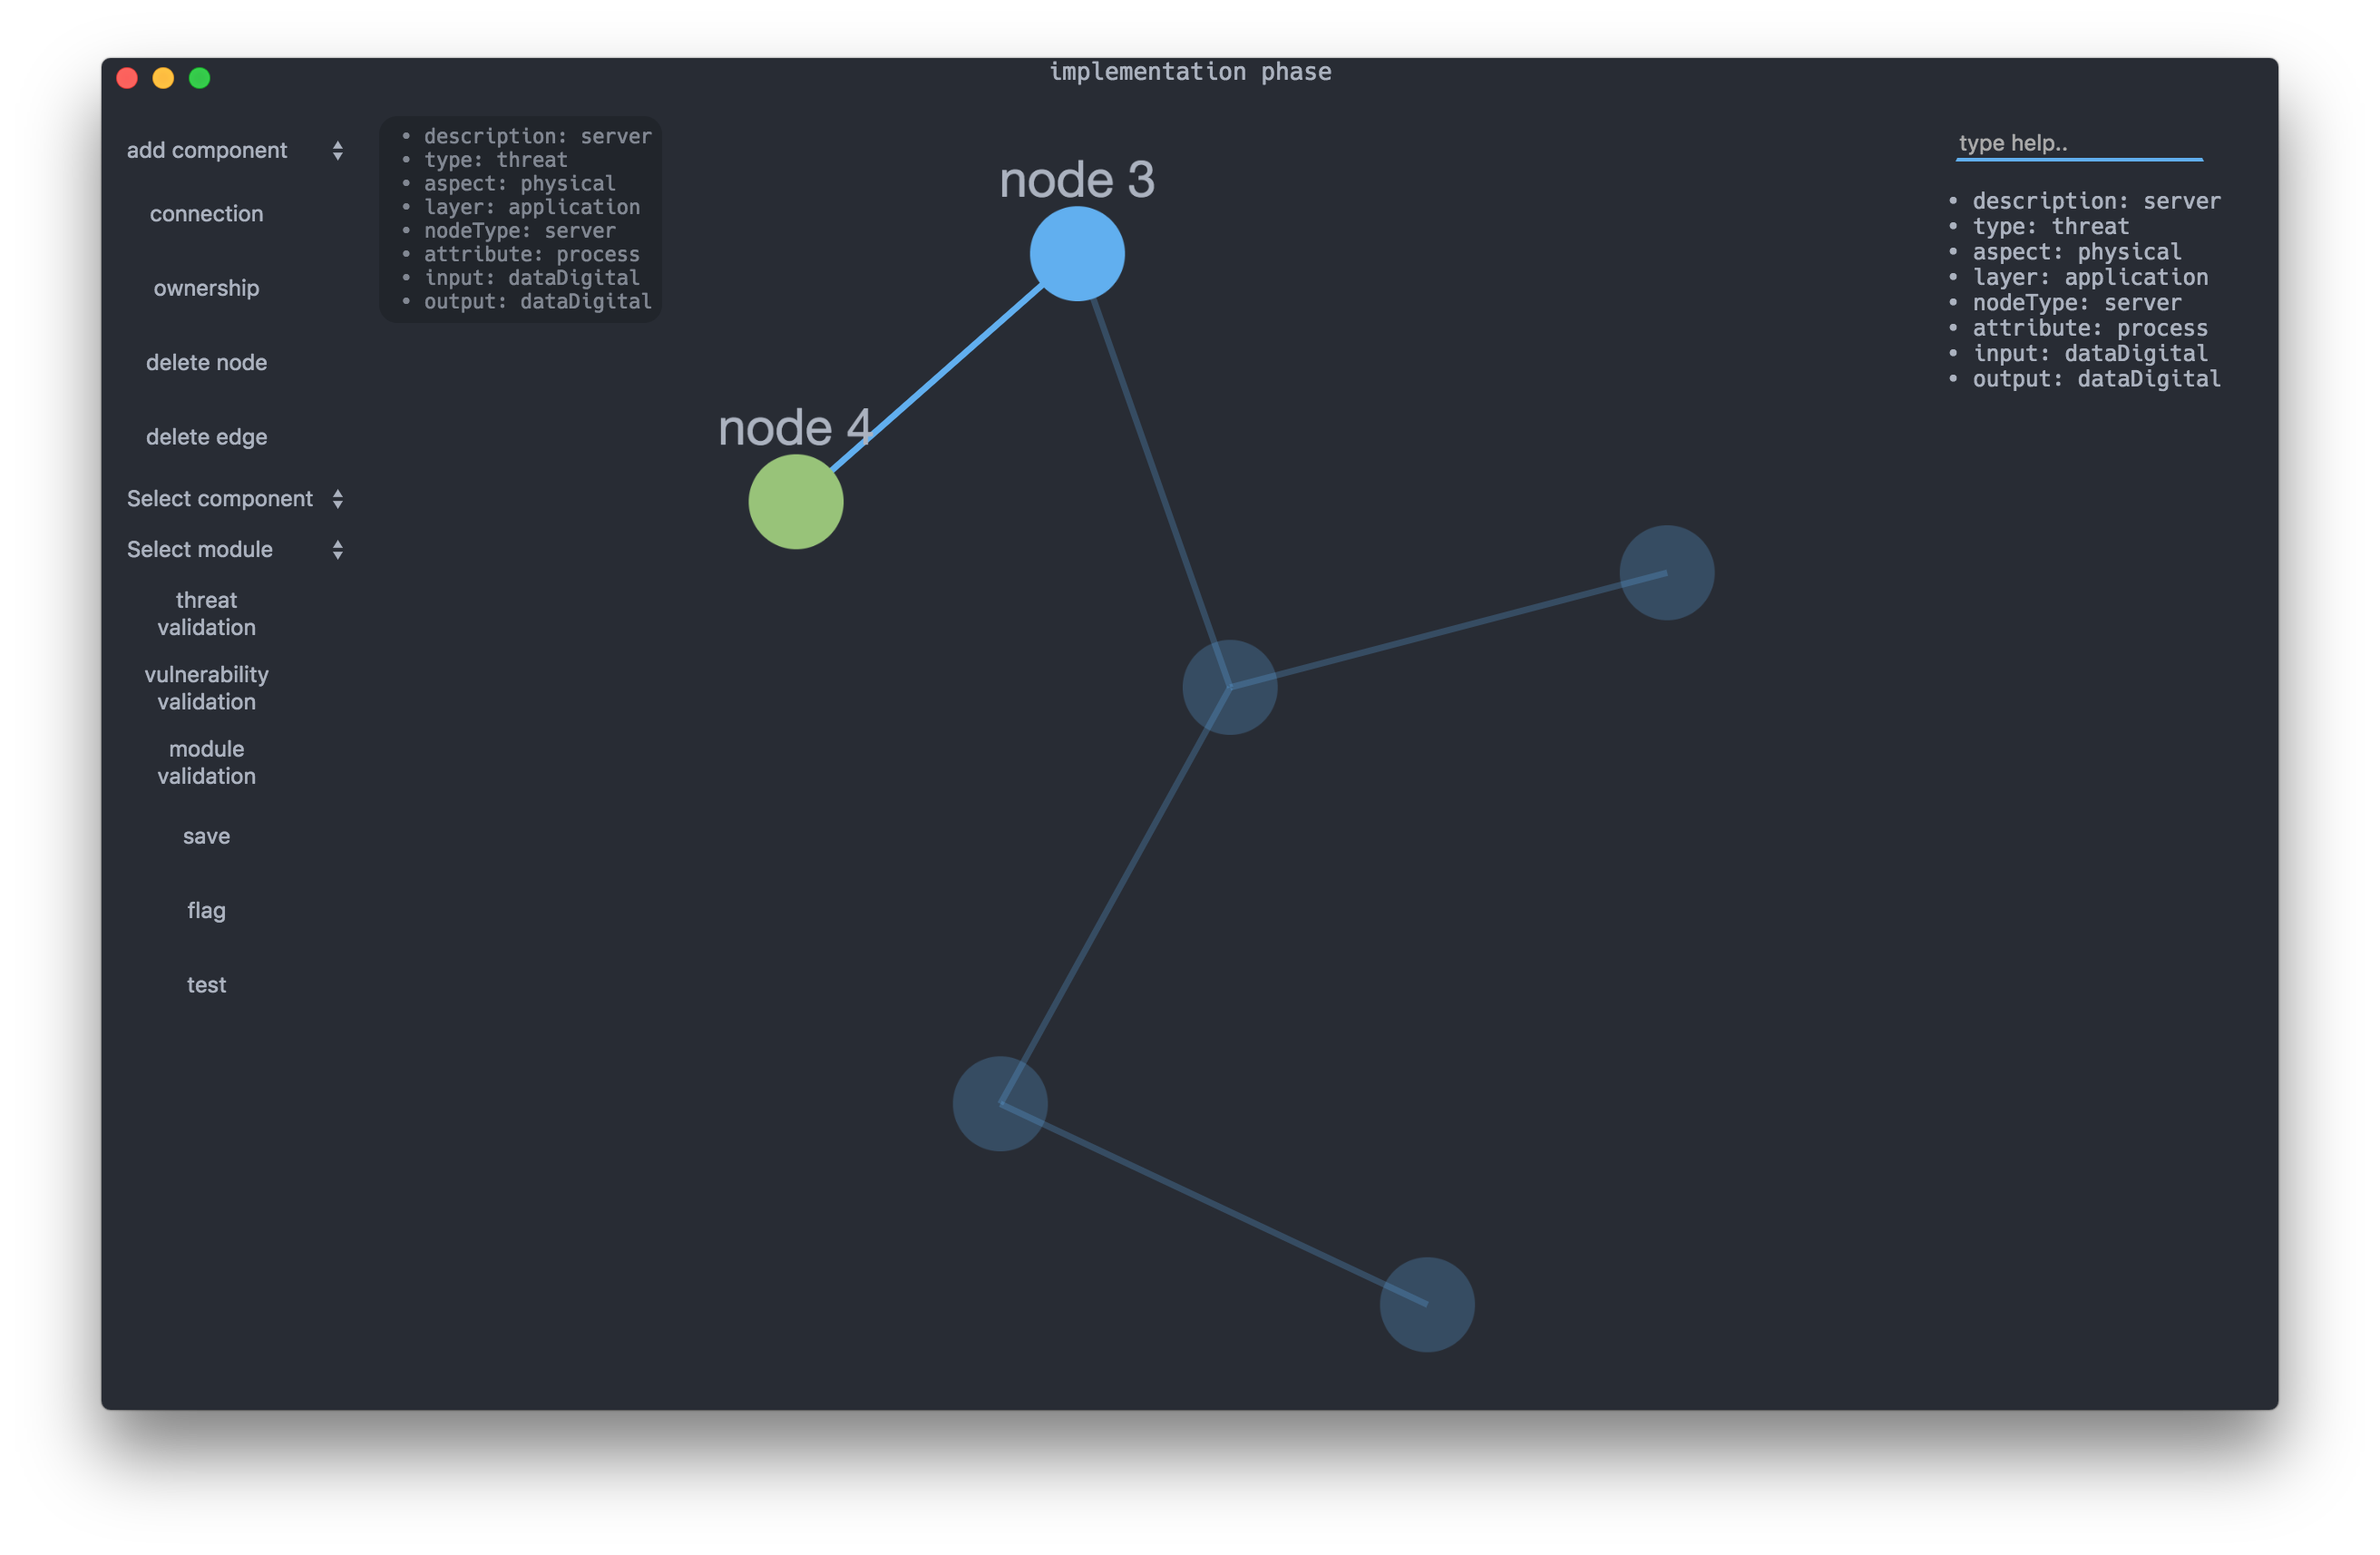 implementation phase
add component
connection
ownership
delete node
delete edge
Select component
Select module
threat
validation
vulnerability
validation
module
validation
save
flag
test
• description: server
• type: threat
• aspect: physical
• layer: application
• nodeType: server
• attribute: process
• input: dataDigital
• output: dataDigital
node 3
node 4
type help..
• description: server
• type: threat
• aspect: physical
• layer: application
• nodeType: server
• attribute: process
• input: dataDigital
• output: dataDigital